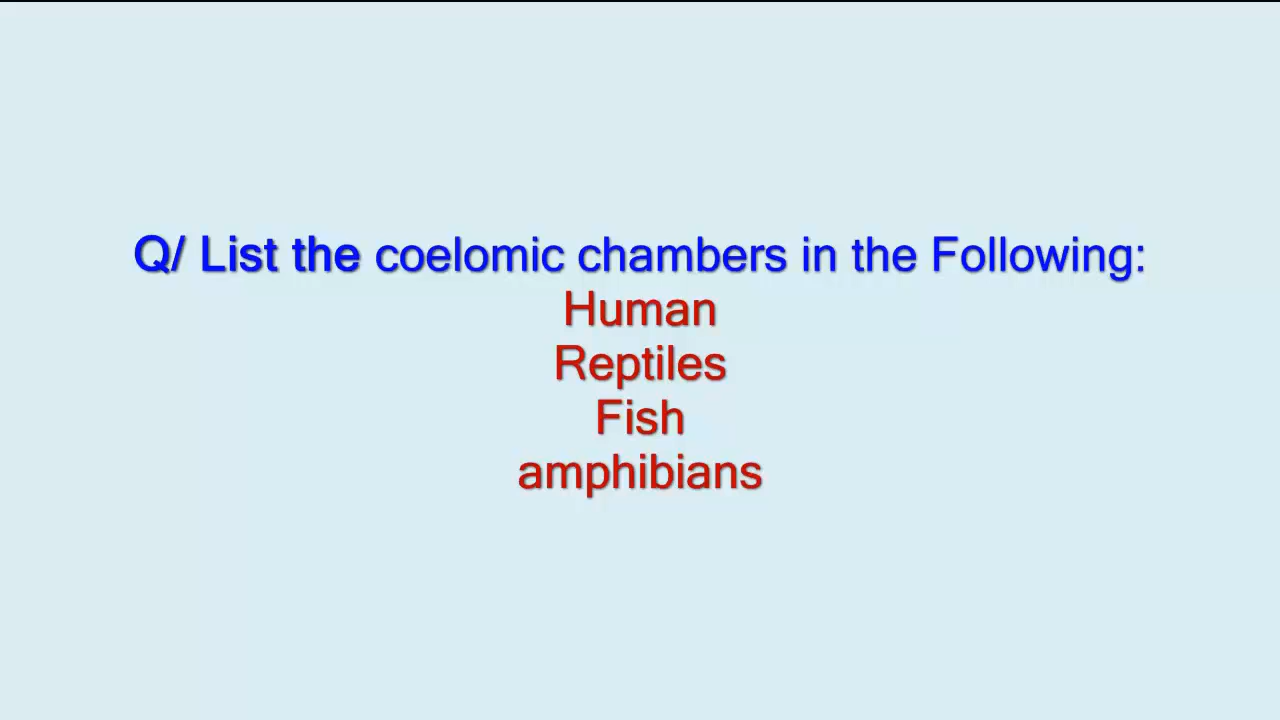 Q/ List the coelomic chambers in the Following:
Human
Reptiles
Fish
amphibians